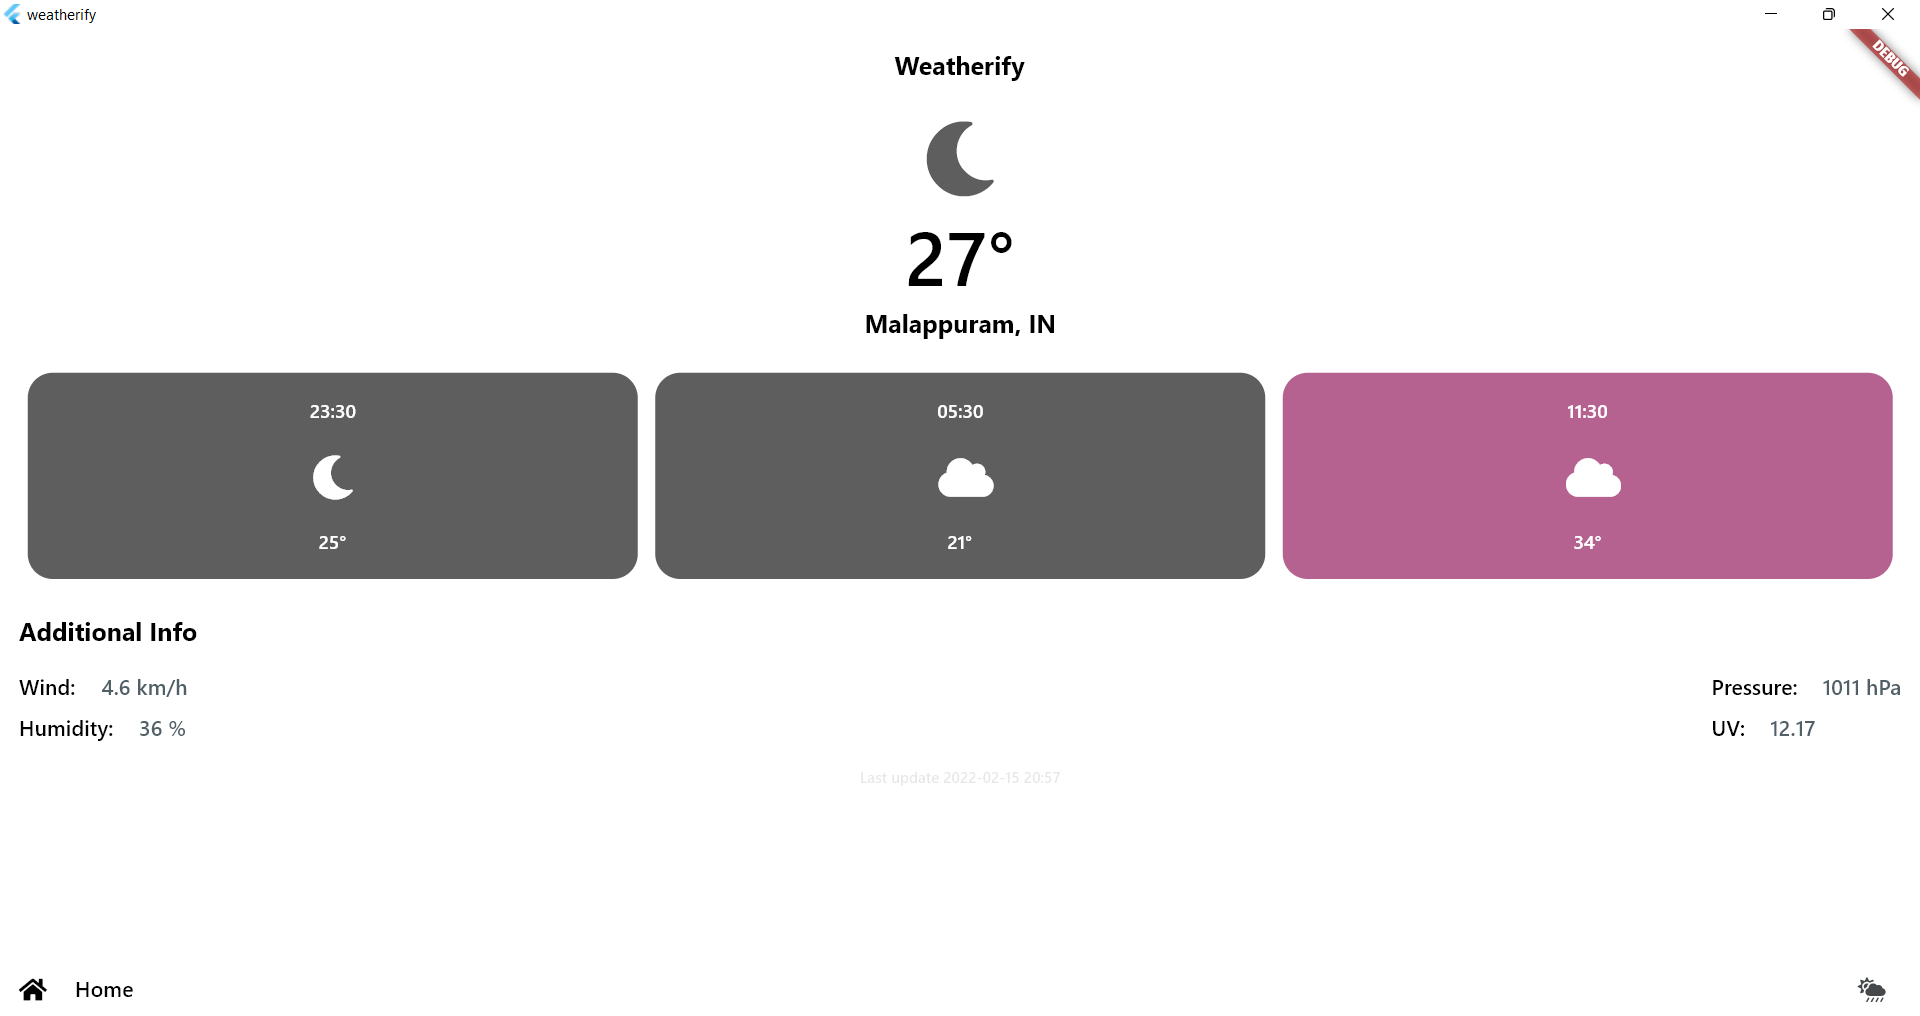 weatherify
DEBUG
Weatherify
27°
Malappuram, IN
23:30
25°
05:30
21°
11:30
34°
Additional Info
Wind: 4.6 km/h
Humidity: 36 %
Pressure: 1011 hPa
UV: 12.17
Last update 2022-02-15 20:57
Home